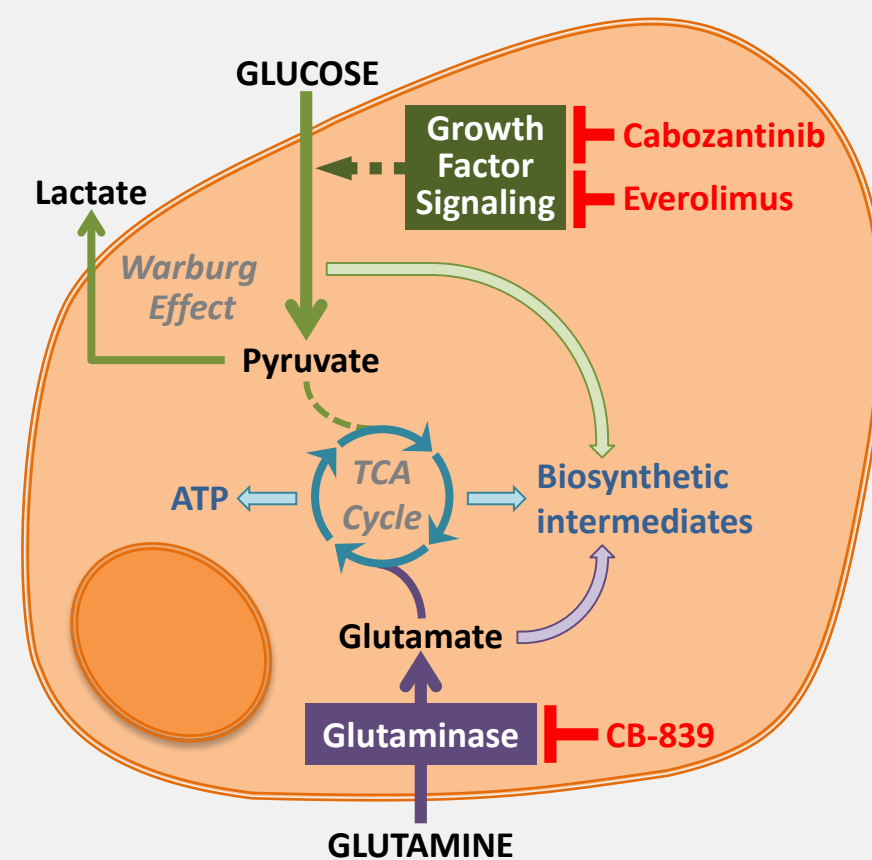 GLUCOSE
Growth
Factor
Signaling
Cabozantinib
Everolimus
Lactate
Warburg
Effect
Pyruvate
TCA
Cycle
ATP
Biosynthetic
intermediates
Glutamate
Glutaminase
CB-839
GLUTAMINE